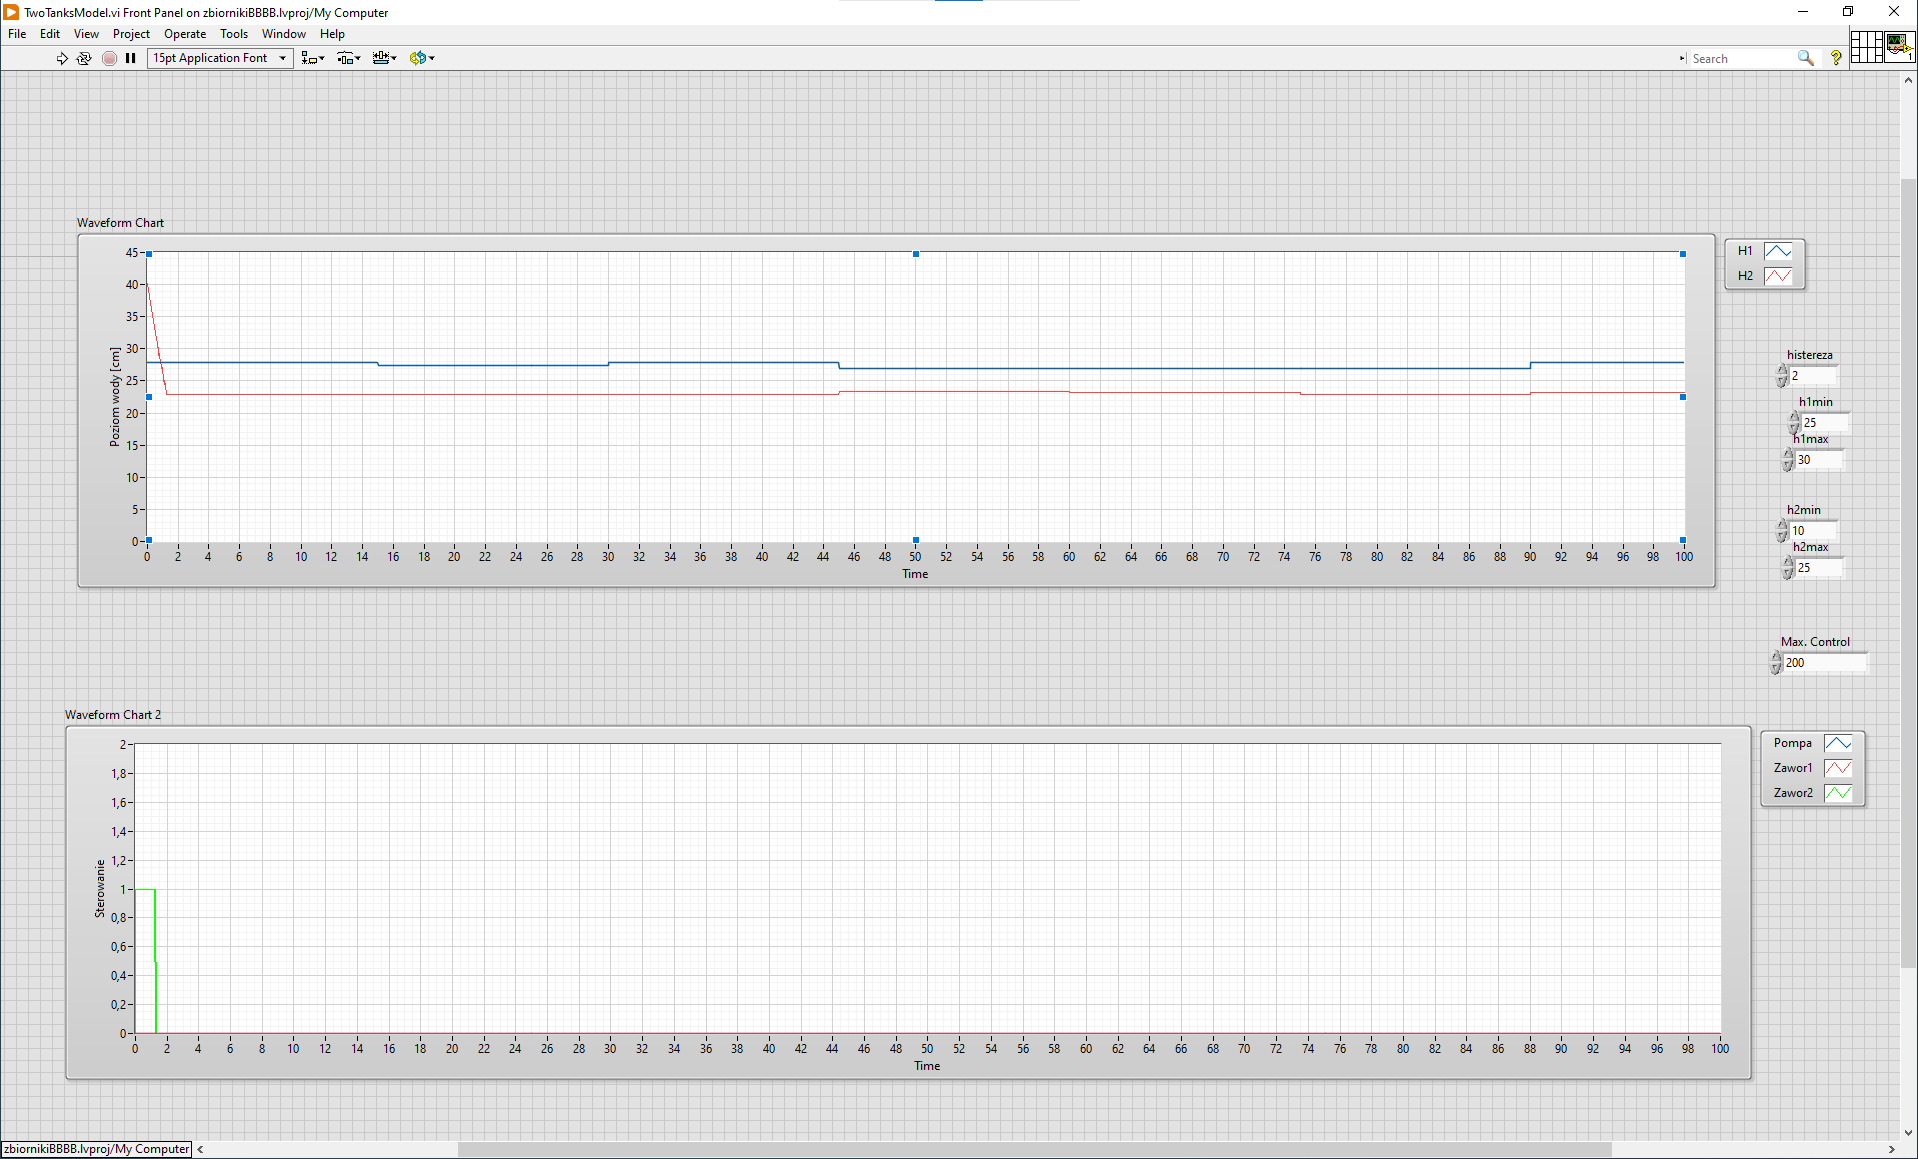 TwoTanksModel.vi Front Panel on zbiornikiBBBB.lvproj/My Computer
File Edit View Project Operate Tools Window Help
15pt Application Font
Search
1
Waveform Chart
45
40
35
30
25
20
15
10
5
0
Poziom wody [cm]
0 2 4 6 8 10 12 14 16 18 20 22 24 26 28 30 32 34 36 38 40 42 44 46 48 50 52 54 56 58 60 62 64 66 68 70 72 74 76 78 80 82 84 86 88 90 92 94 96 98 100
Time
H1
H2
histereza
2
h1min
25
h1max
30
h2min
10
h2max
25
Max. Control
200
Waveform Chart 2
2
1,8
1,6
1,4
1,2
1
0,8
0,6
0,4
0,2
0
Sterowanie
0 2 4 6 8 10 12 14 16 18 20 22 24 26 28 30 32 34 36 38 40 42 44 46 48 50 52 54 56 58 60 62 64 66 68 70 72 74 76 78 80 82 84 86 88 90 92 94 96 98 100
Time
Pompa
Zawor1
Zawor2
zbiornikiBBBB.lvproj/My Computer